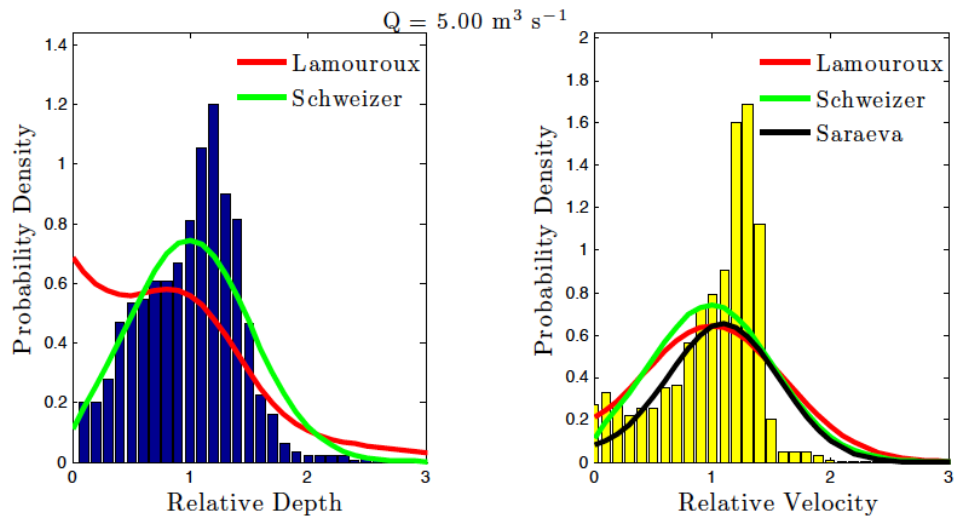 Q = 5.00 m³ s⁻¹
1.4
1.2
1
0.8
0.6
0.4
0.2
0
Probability Density
Lamouroux
Schweizer
0 1 2 3
Relative Depth
2
1.8
1.6
1.4
1.2
1
0.8
0.6
0.4
0.2
0
Probability Density
Lamouroux
Schweizer
Saraeva
0 1 2 3
Relative Velocity